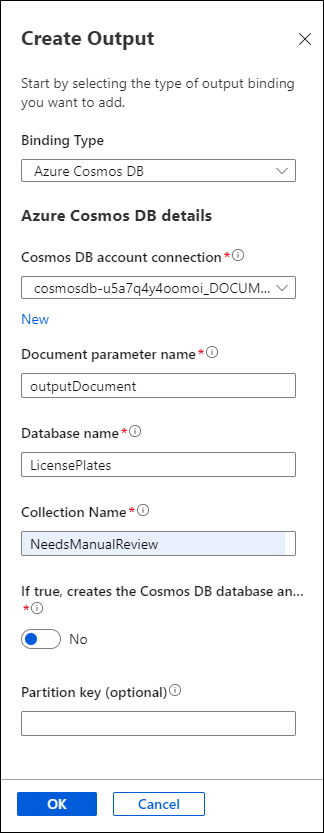 Create Output
Start by selecting the type of output binding
you want to add.
Binding Type
Azure Cosmos DB
Azure Cosmos DB details
Cosmos DB account connection*
cosmosdb-u5a7q4y4oomoi_DOCUM...
New
Document parameter name*
outputDocument
Database name*
LicensePlates
Collection Name*
NeedsManualReview
If true, creates the Cosmos DB database an...
*
No
Partition key (optional)
OK
Cancel